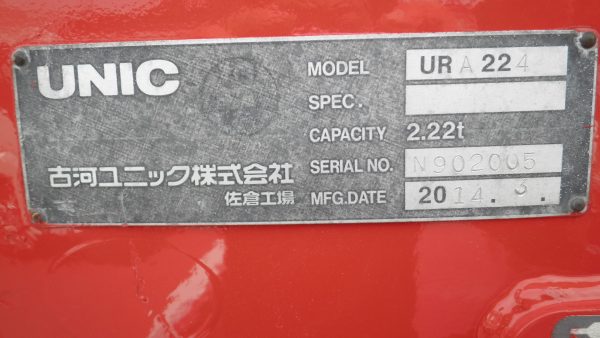 UNIC
MODEL URA224
SPEC.
CAPACITY 2.22t
古河ユニック株式会社
佐倉工場
SERIAL NO. N902005
MFG.DATE 2014.3.